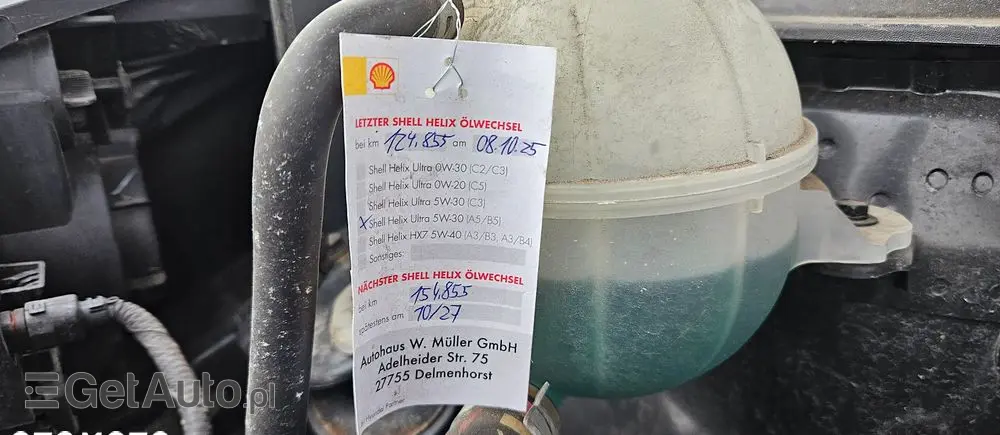 LETZTER SHELL HELIX ÖLWECHSEL
bei km 124.855 am 08.10.25
Shell Helix Ultra 0W-30 (C2/C3)
Shell Helix Ultra 0W-20 (C5)
Shell Helix Ultra 5W-30 (C3)
X Shell Helix Ultra 5W-30 (A5/B5)
Shell Helix HX7 5W-40 (A3/B3, A3/B4)
Sonstiges:
NÄCHSTER SHELL HELIX ÖLWECHSEL
bei km 154.855
spätestens am 10/27
Autohaus W. Müller GmbH
Adelheider Str. 75
27755 Delmenhorst
Hyundai Partner
GetAuto.pl